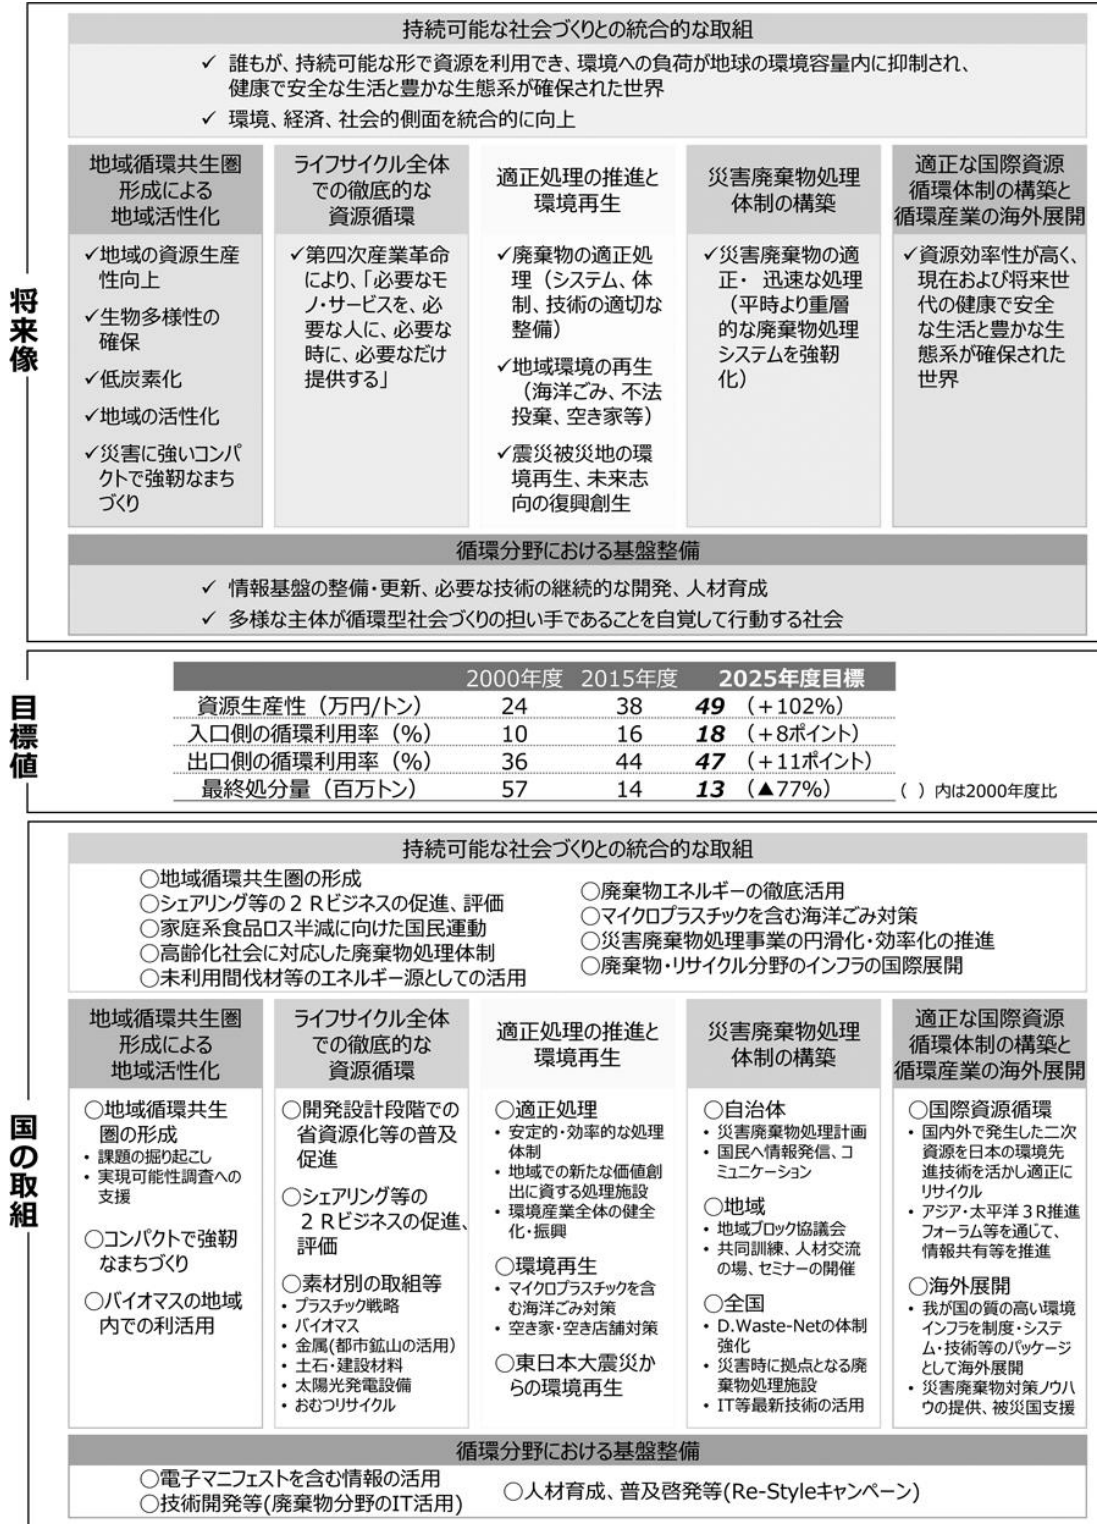 将来像
持続可能な社会づくりとの統合的な取組
✓ 誰もが、持続可能な形で資源を利用でき、環境への負荷が地球の環境容量内に抑制され、
健康で安全な生活と豊かな生態系が確保された世界
✓ 環境、経済、社会的側面を統合的に向上
地域循環共生圏
形成による
地域活性化
✓地域の資源生産
性向上
✓生物多様性の
確保
✓低炭素化
✓地域の活性化
✓災害に強いコンパ
クトで強靭なまち
づくり
ライフサイクル全体
での徹底的な
資源循環
✓第四次産業革命
により、「必要なモ
ノ・サービスを、必
要な人に、必要な
時に、必要なだけ
提供する」
適正処理の推進と
環境再生
✓廃棄物の適正処
理（システム、体
制、技術の適切な
整備）
✓地域環境の再生
（海洋ごみ、不法
投棄、空き家等）
✓震災被災地の環
境再生、未来志
向の復興創生
災害廃棄物処理
体制の構築
✓災害廃棄物の適
正・ 迅速な処理
（平時より重層
的な廃棄物処理
システムを強靭
化）
適正な国際資源
循環体制の構築と
循環産業の海外展開
✓資源効率性が高く、
現在および将来世
代の健康で安全
な生活と豊かな生
態系が確保された
世界
循環分野における基盤整備
✓ 情報基盤の整備・更新、必要な技術の継続的な開発、人材育成
✓ 多様な主体が循環型社会づくりの担い手であることを自覚して行動する社会
目標値
2000年度 2015年度 2025年度目標
資源生産性（万円/トン） 24 38 49 （＋102%）
入口側の循環利用率（%） 10 16 18 （＋8ポイント）
出口側の循環利用率（%） 36 44 47 （＋11ポイント）
最終処分量（百万トン） 57 14 13 （▲77%）
（ ）内は2000年度比
国の取組
持続可能な社会づくりとの統合的な取組
○地域循環共生圏の形成
○シェアリング等の２Ｒビジネスの促進、評価
○家庭系食品ロス半減に向けた国民運動
○高齢化社会に対応した廃棄物処理体制
○未利用間伐材等のエネルギー源としての活用
○廃棄物エネルギーの徹底活用
○マイクロプラスチックを含む海洋ごみ対策
○災害廃棄物処理事業の円滑化・効率化の推進
○廃棄物・リサイクル分野のインフラの国際展開
地域循環共生圏
形成による
地域活性化
○地域循環共生
圏の形成
• 課題の掘り起こし
• 実現可能性調査への
支援
○コンパクトで強靭
なまちづくり
○バイオマスの地域
内での利活用
ライフサイクル全体
での徹底的な
資源循環
○開発設計段階での
省資源化等の普及
促進
○シェアリング等の
２Ｒビジネスの促進、
評価
○素材別の取組等
• プラスチック戦略
• バイオマス
• 金属(都市鉱山の活用）
• 土石・建設材料
• 太陽光発電設備
• おむつリサイクル
適正処理の推進と
環境再生
○適正処理
• 安定的・効率的な処理
体制
• 地域での新たな価値創
出に資する処理施設
• 環境産業全体の健全
化・振興
○環境再生
• マイクロプラスチックを含
む海洋ごみ対策
• 空き家・空き店舗対策
○東日本大震災か
らの環境再生
災害廃棄物処理
体制の構築
○自治体
• 災害廃棄物処理計画
• 国民へ情報発信、コ
ミュニケーション
○地域
• 地域ブロック協議会
• 共同訓練、人材交流
の場、セミナーの開催
○全国
• D.Waste-Netの体制
強化
• 災害時に拠点となる廃
棄物処理施設
• IT等最新技術の活用
適正な国際資源
循環体制の構築と
循環産業の海外展開
○国際資源循環
• 国内外で発生した二次
資源を日本の環境先
進技術を活かし適正に
リサイクル
• アジア・太平洋３Ｒ推進
フォーラム等を通じて、
情報共有等を推進
○海外展開
• 我が国の質の高い環境
インフラを制度・システ
ム・技術等のパッケージ
として海外展開
• 災害廃棄物対策ノウハ
ウの提供、被災国支援
循環分野における基盤整備
○電子マニフェストを含む情報の活用
○技術開発等(廃棄物分野のIT活用)
○人材育成、普及啓発等(Re-Styleキャンペーン)